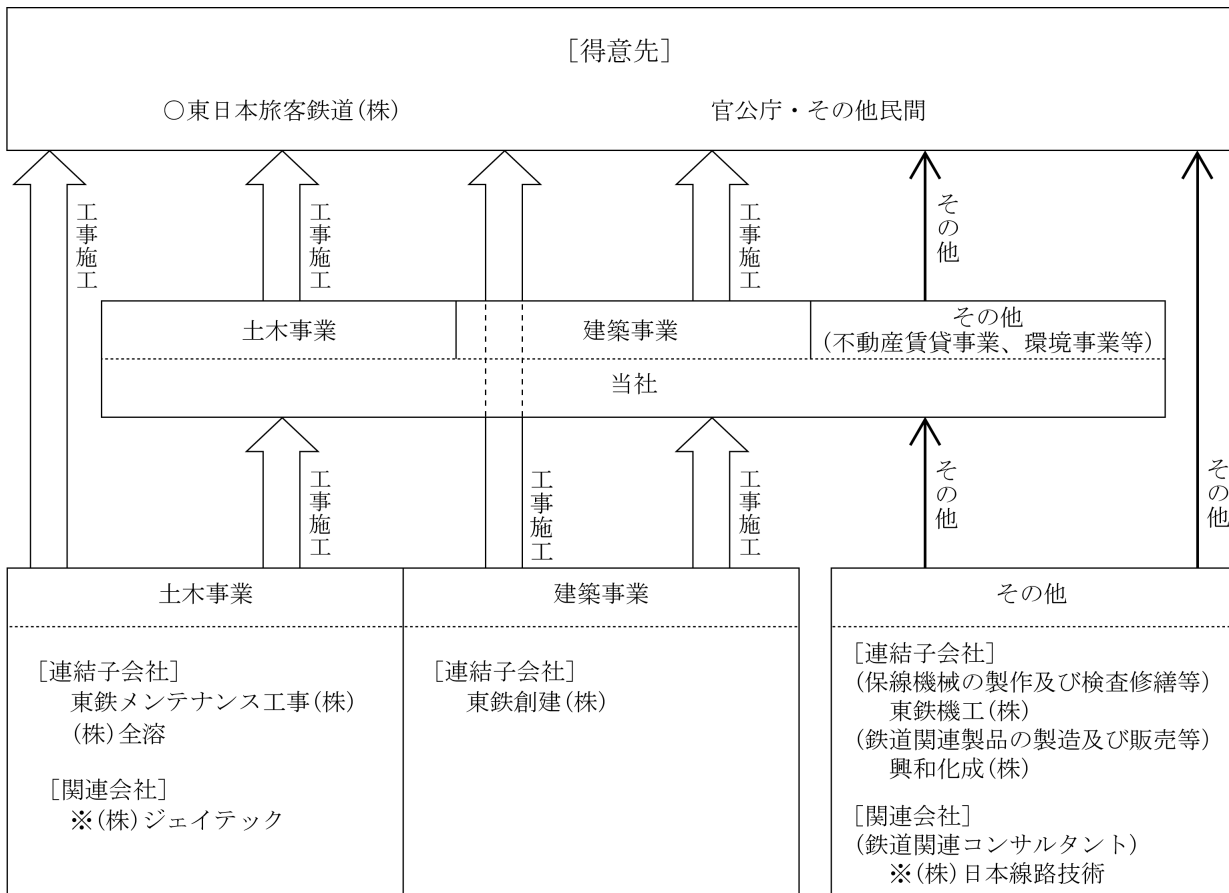 ［得意先］
○東日本旅客鉄道(株)
官公庁・その他民間
工事施工
工事施工
工事施工
工事施工
その他
土木事業
建築事業
その他
(不動産賃貸事業、環境事業等)
当社
工事施工
工事施工
工事施工
その他
その他
土木事業
［連結子会社］
東鉄メンテナンス工事(株)
(株)全溶
［関連会社］
※(株)ジェイテック
建築事業
［連結子会社］
東鉄創建(株)
その他
［連結子会社］
(保線機械の製作及び検査修繕等)
東鉄機工(株)
(鉄道関連製品の製造及び販売等)
興和化成(株)
［関連会社］
(鉄道関連コンサルタント)
※(株)日本線路技術